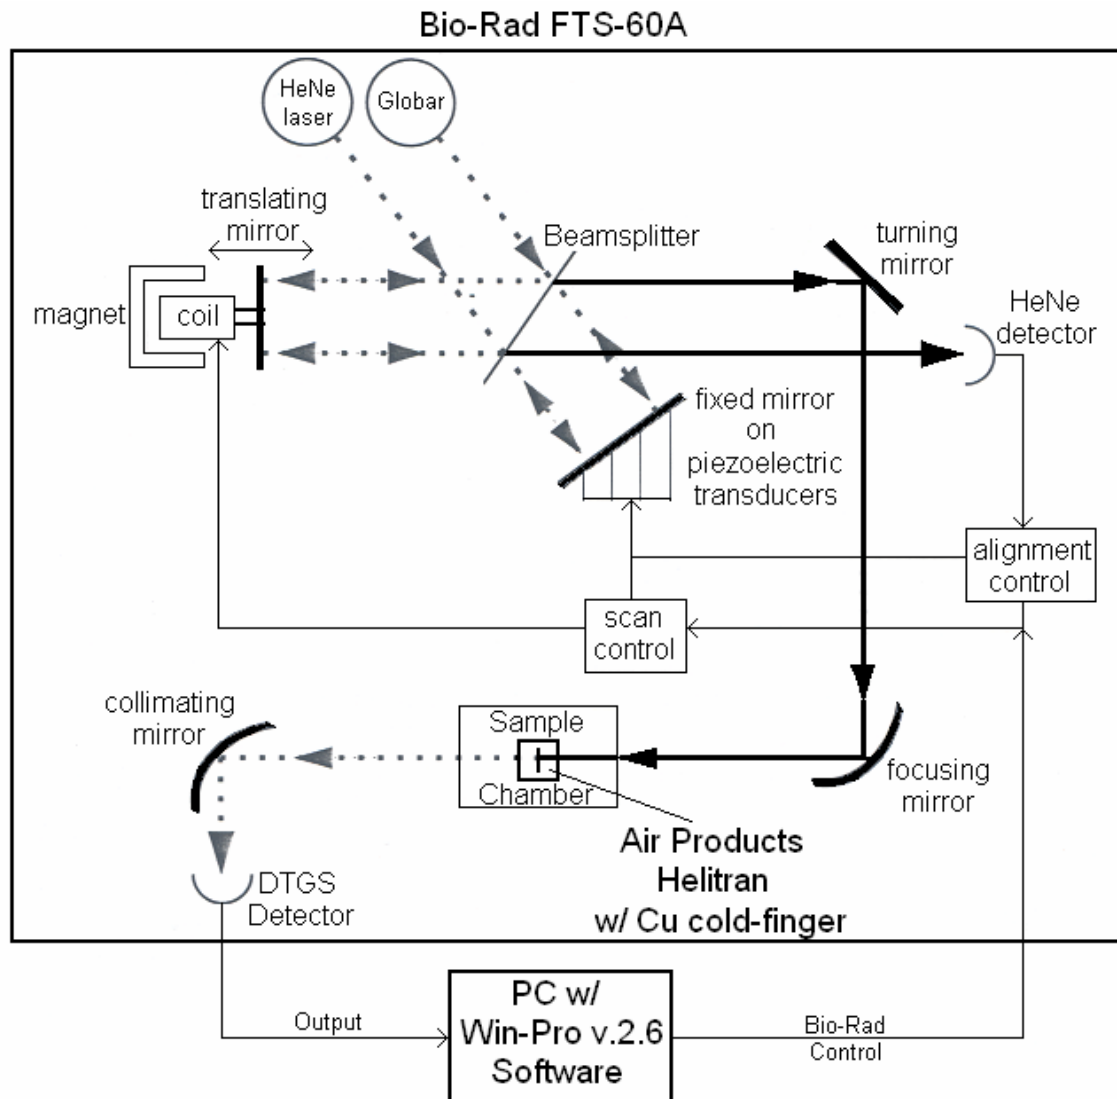 Bio-Rad FTS-60A
HeNe
laser
Globar
translating
mirror
Beamsplitter
turning
mirror
magnet
coil
HeNe
detector
fixed mirror
on
piezoelectric
transducers
alignment
control
scan
control
collimating
mirror
Sample
Chamber
focusing
mirror
Air Products
Helitran
w/ Cu cold-finger
DTGS
Detector
Output
PC w/
Win-Pro v.2.6
Software
Bio-Rad
Control